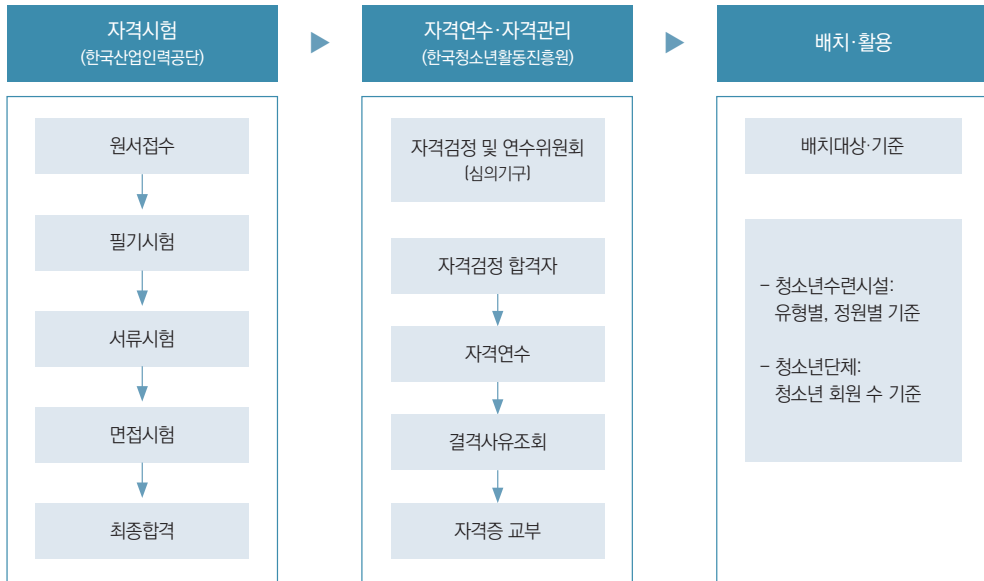 자격시험
(한국산업인력공단)
원서접수
필기시험
서류시험
면접시험
최종합격
자격연수·자격관리
(한국청소년활동진흥원)
자격검정 및 연수위원회
(심의기구)
자격검정 합격자
자격연수
결격사유조회
자격증 교부
배치·활용
배치대상·기준
- 청소년수련시설:
유형별, 정원별 기준
- 청소년단체:
청소년 회원 수 기준